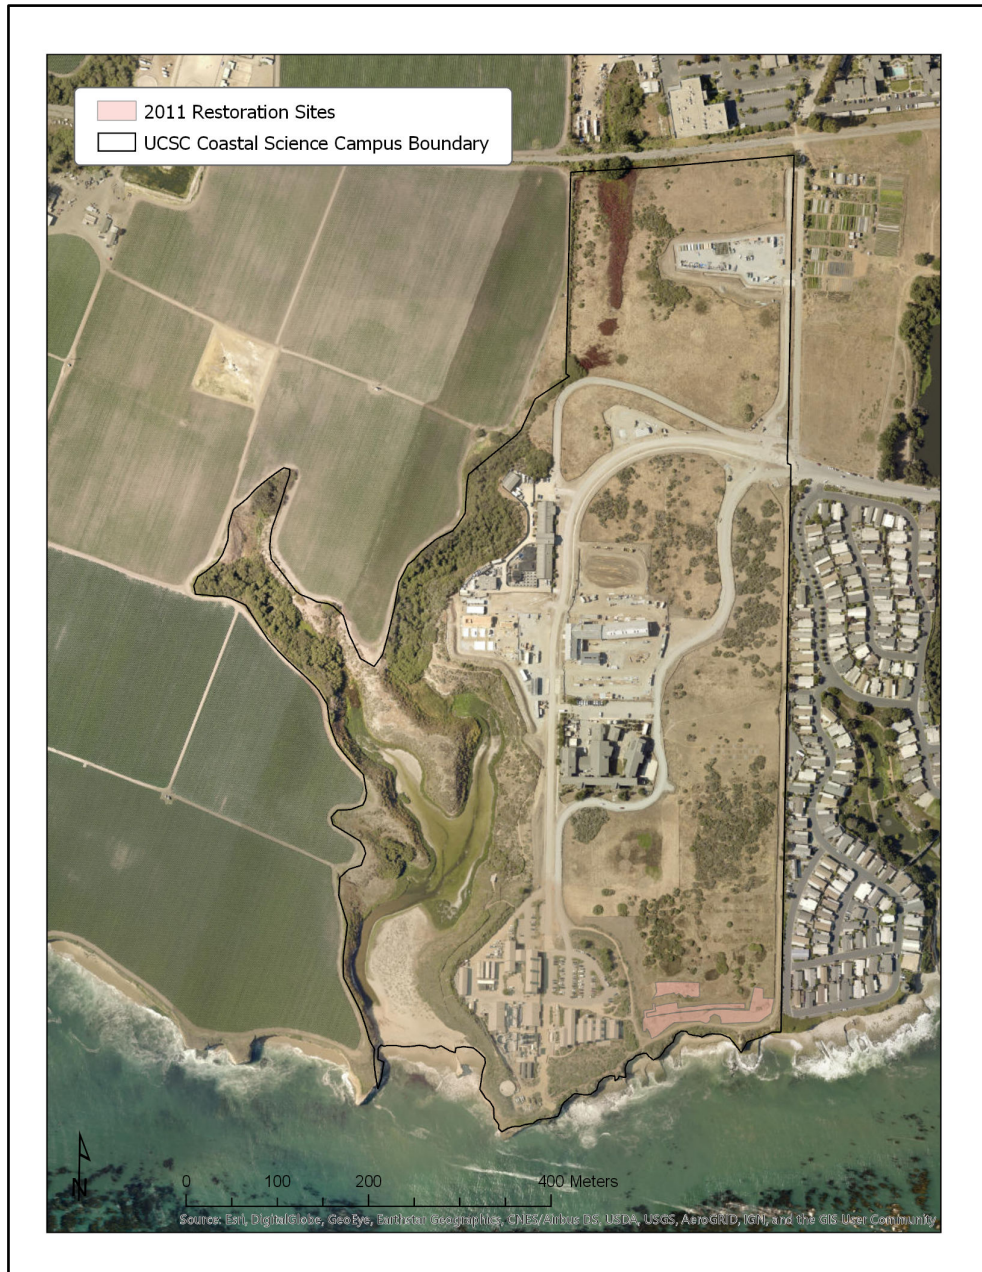 2011 Restoration Sites
UCSC Coastal Science Campus Boundary
N
0 100 200 400 Meters
Source: Esri, DigitalGlobe, GeoEye, Earthstar Geographics, CNES/Airbus DS, USDA, USGS, AeroGRID, IGN, and the GIS User Community